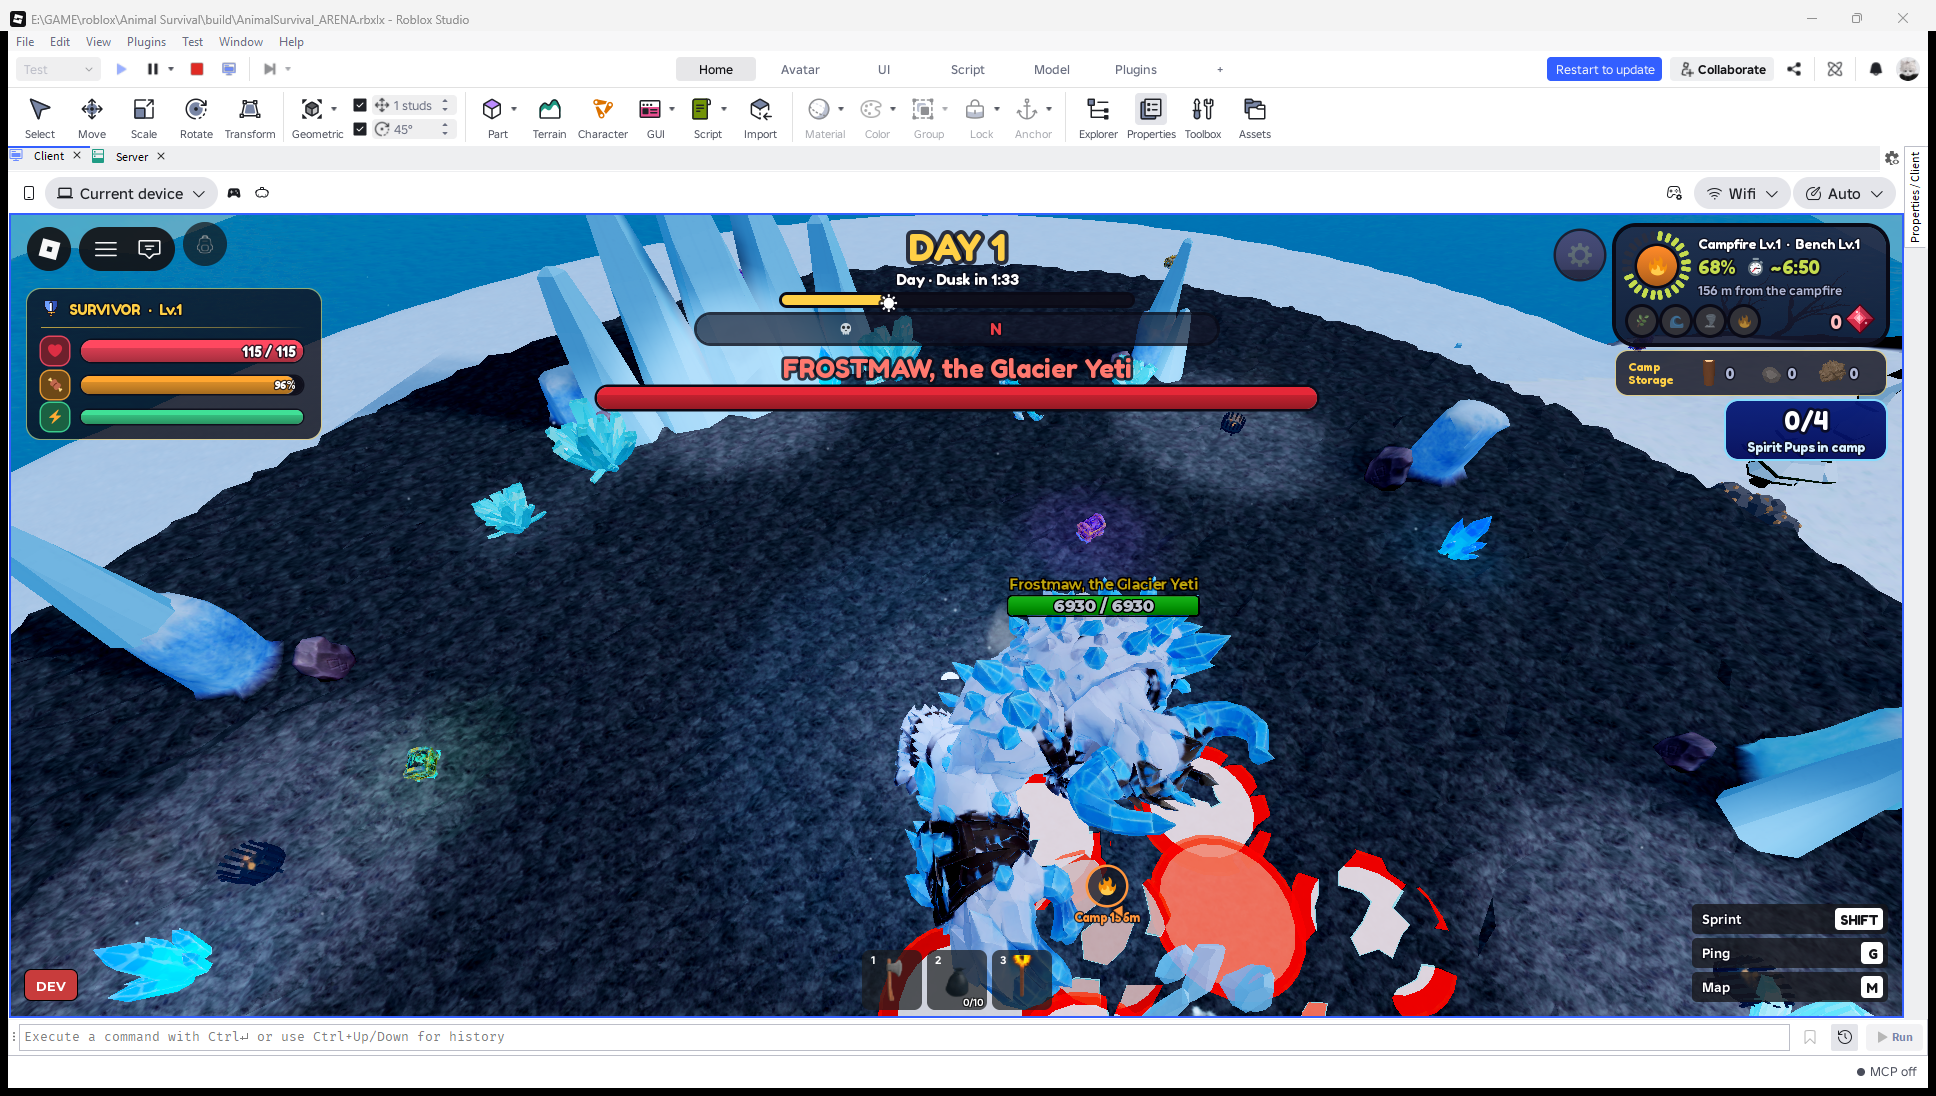 E:\GAME\roblox\Animal Survival\build\AnimalSurvival_ARENA.rbxlx - Roblox Studio
File Edit View Plugins Test Window Help
Test
Home Avatar UI Script Model Plugins +
Restart to update
Collaborate
1 studs
45°
Select Move Scale Rotate Transform Geometric Part Terrain Character GUI Script Import Material Color Group Lock Anchor Explorer Properties Toolbox Assets
Client Server
Properties / Client
Current device
Wifi
Auto
DAY 1
Day · Dusk in 1:33
N
FROSTMAW, the Glacier Yeti
SURVIVOR · Lv.1
115 / 115
96%
Campfire Lv.1 · Bench Lv.1
68% ~6:50
156 m from the campfire
0
Camp Storage
0 0 0
0/4
Spirit Pups in camp
Frostmaw, the Glacier Yeti
6930 / 6930
Camp 156m
1 2 3
0/10
Sprint SHIFT
Ping G
Map M
DEV
Execute a command with Ctrl↵ or use Ctrl+Up/Down for history
Run
MCP off